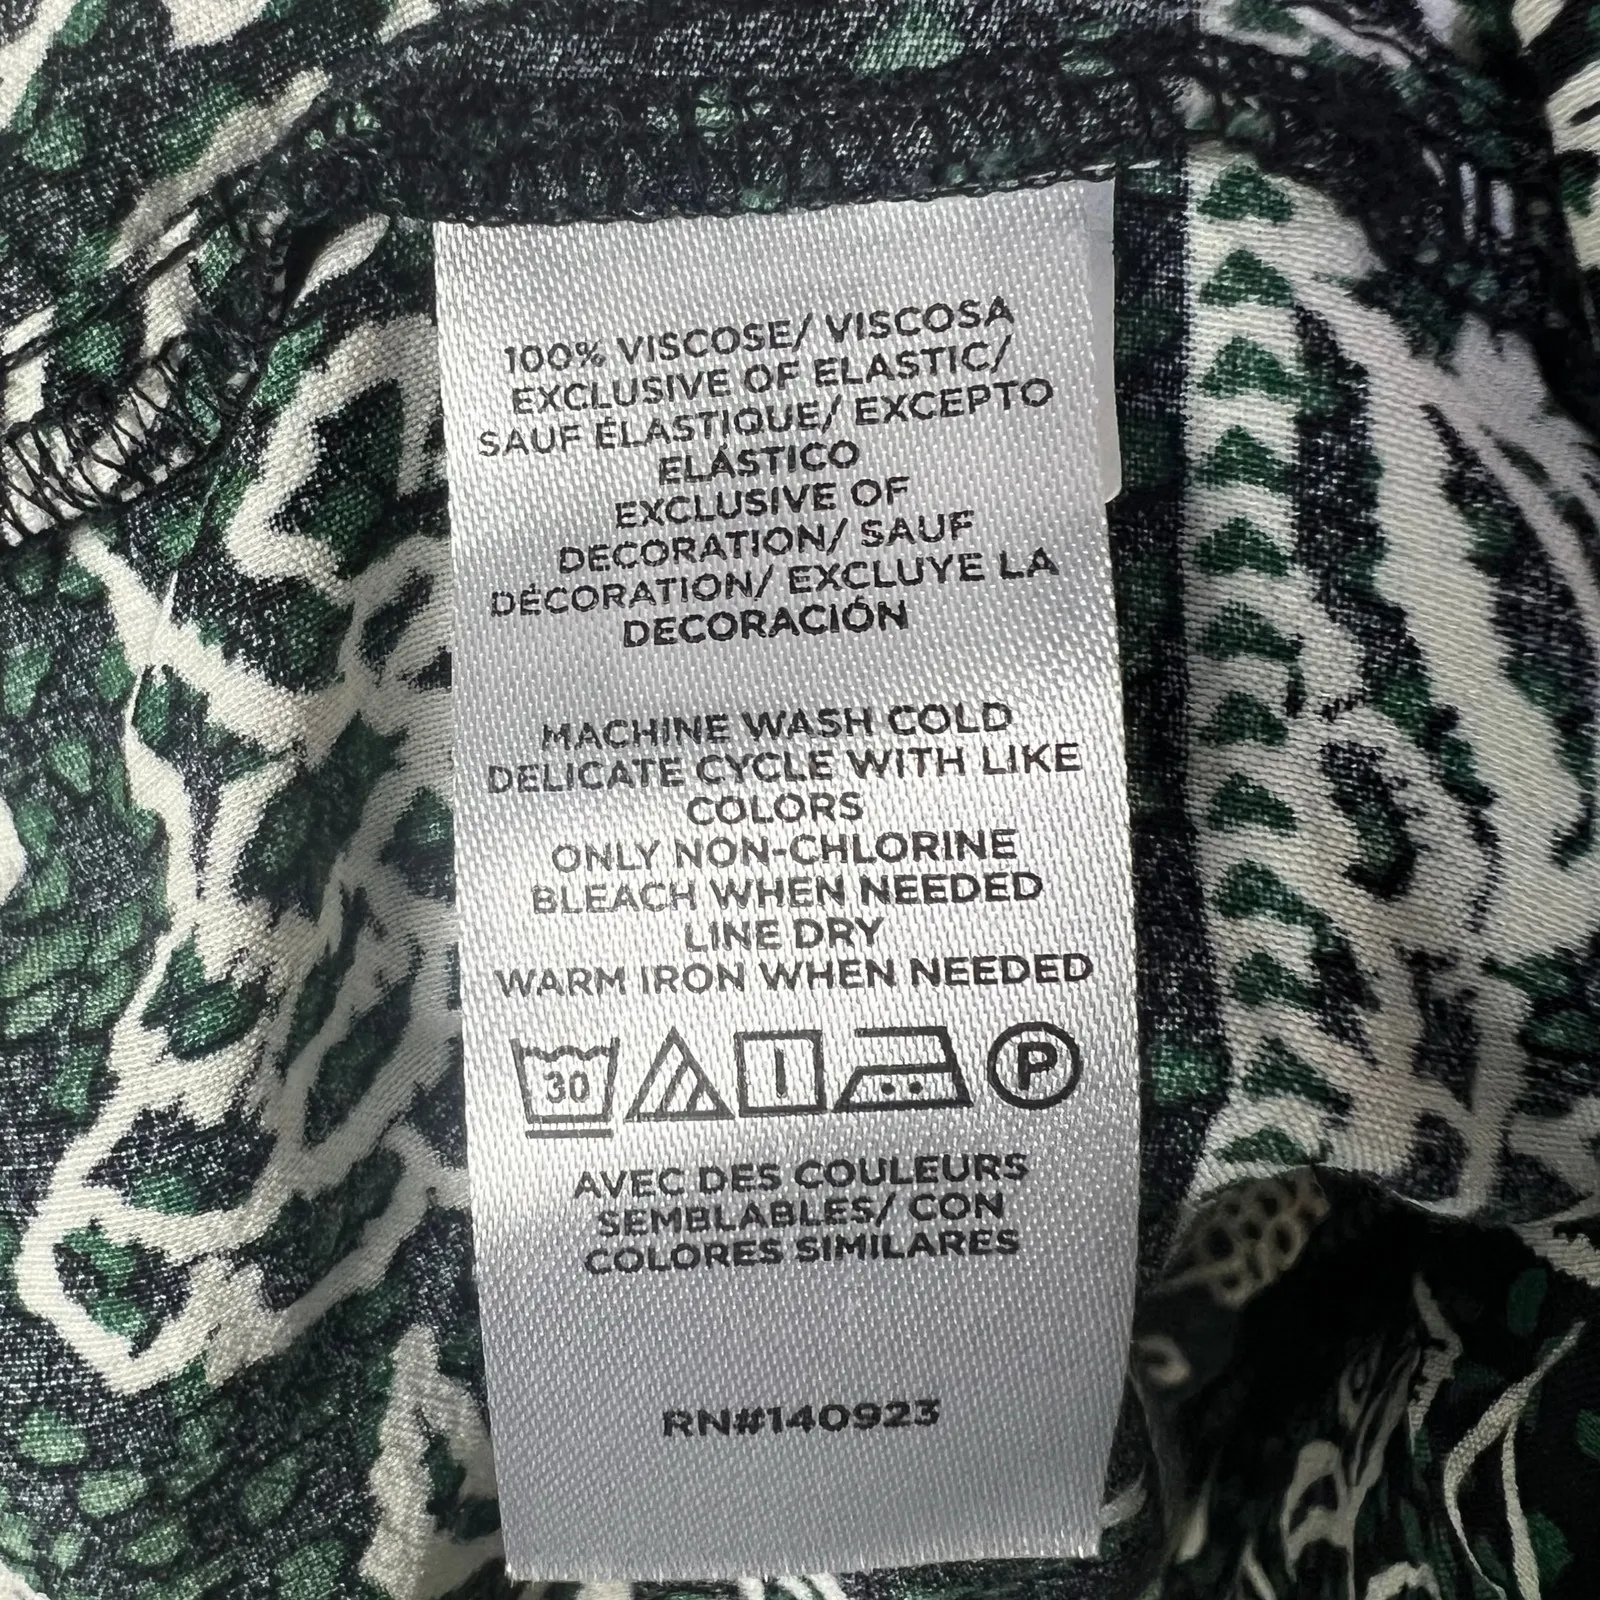 100% VISCOSE/ VISCOSA
EXCLUSIVE OF ELASTIC/
SAUF ÉLASTIQUE/ EXCEPTO
ELÁSTICO
EXCLUSIVE OF
DECORATION/ SAUF
DÉCORATION/ EXCLUYE LA
DECORACIÓN
MACHINE WASH COLD
DELICATE CYCLE WITH LIKE
COLORS
ONLY NON-CHLORINE
BLEACH WHEN NEEDED
LINE DRY
WARM IRON WHEN NEEDED
30 P
AVEC DES COULEURS
SEMBLABLES/ CON
COLORES SIMILARES
RN#140923